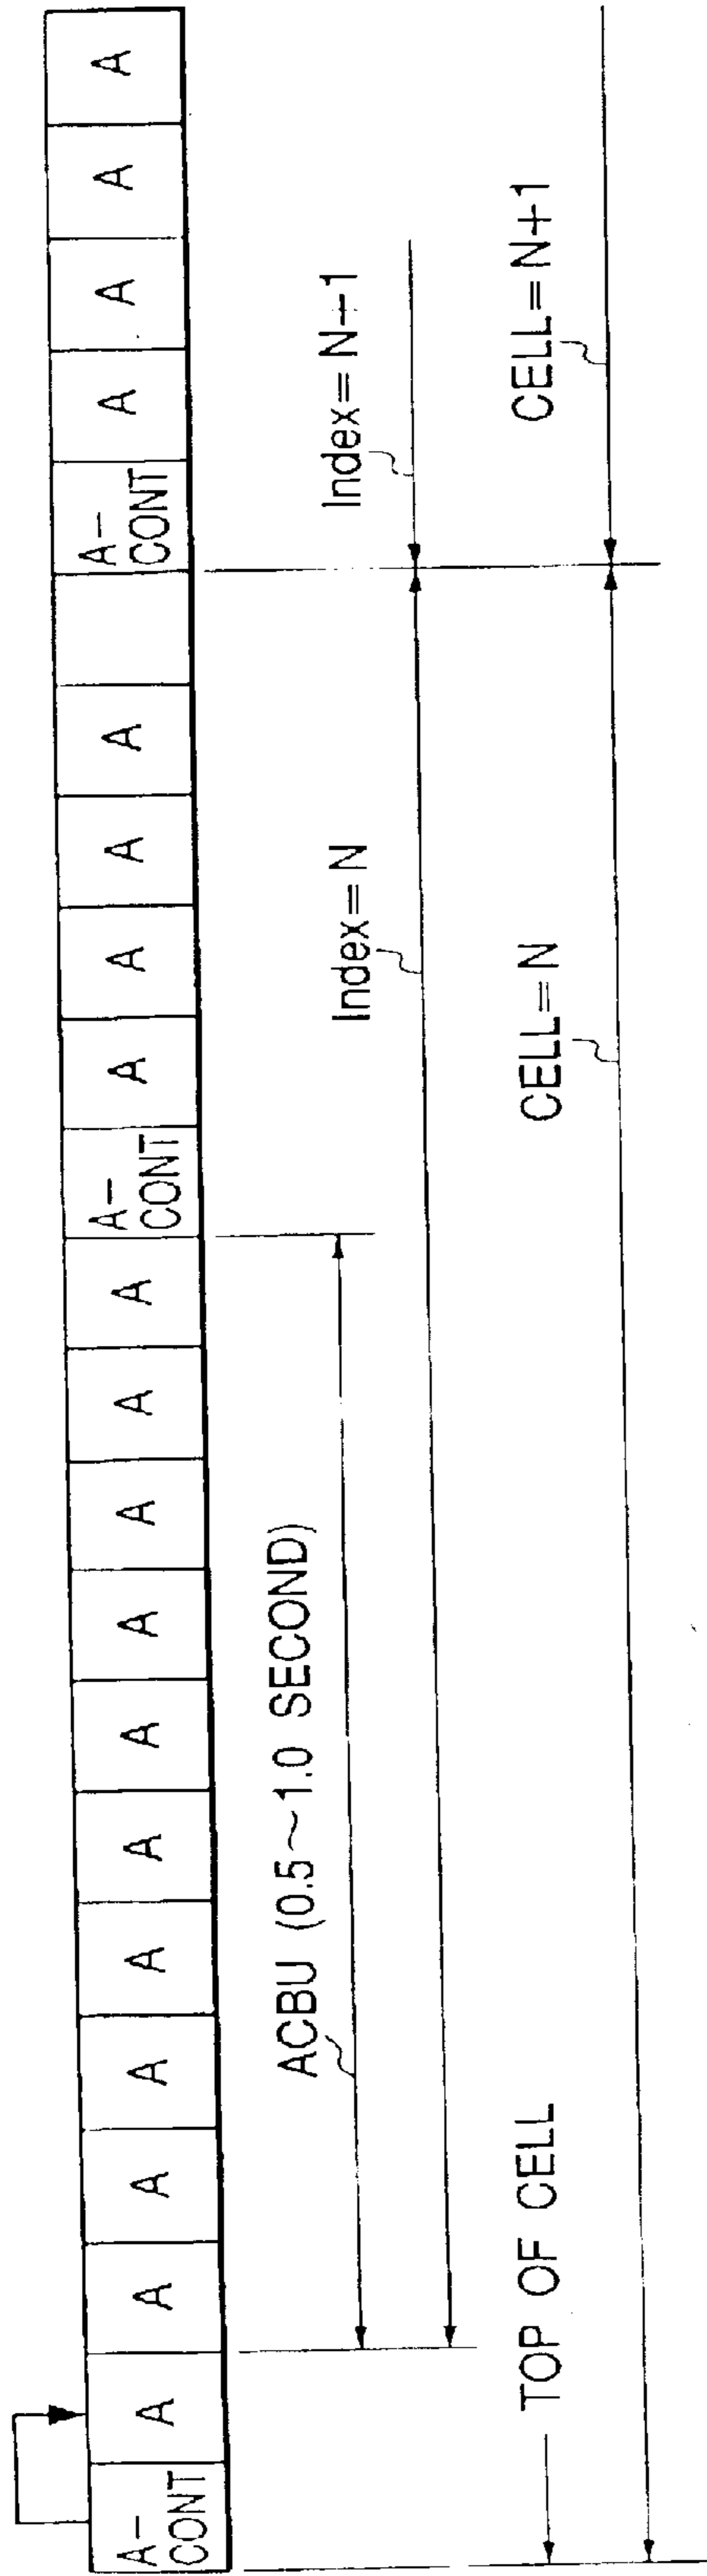 A-
CONT
A
A
A
A
A
A
A
A
A
A
A
A-
CONT
A
A
A
A
A-
CONT
A
A
A
A
ACBU (0.5~1.0 SECOND)
Index=N
Index=N+1
TOP OF CELL
CELL=N
CELL=N+1